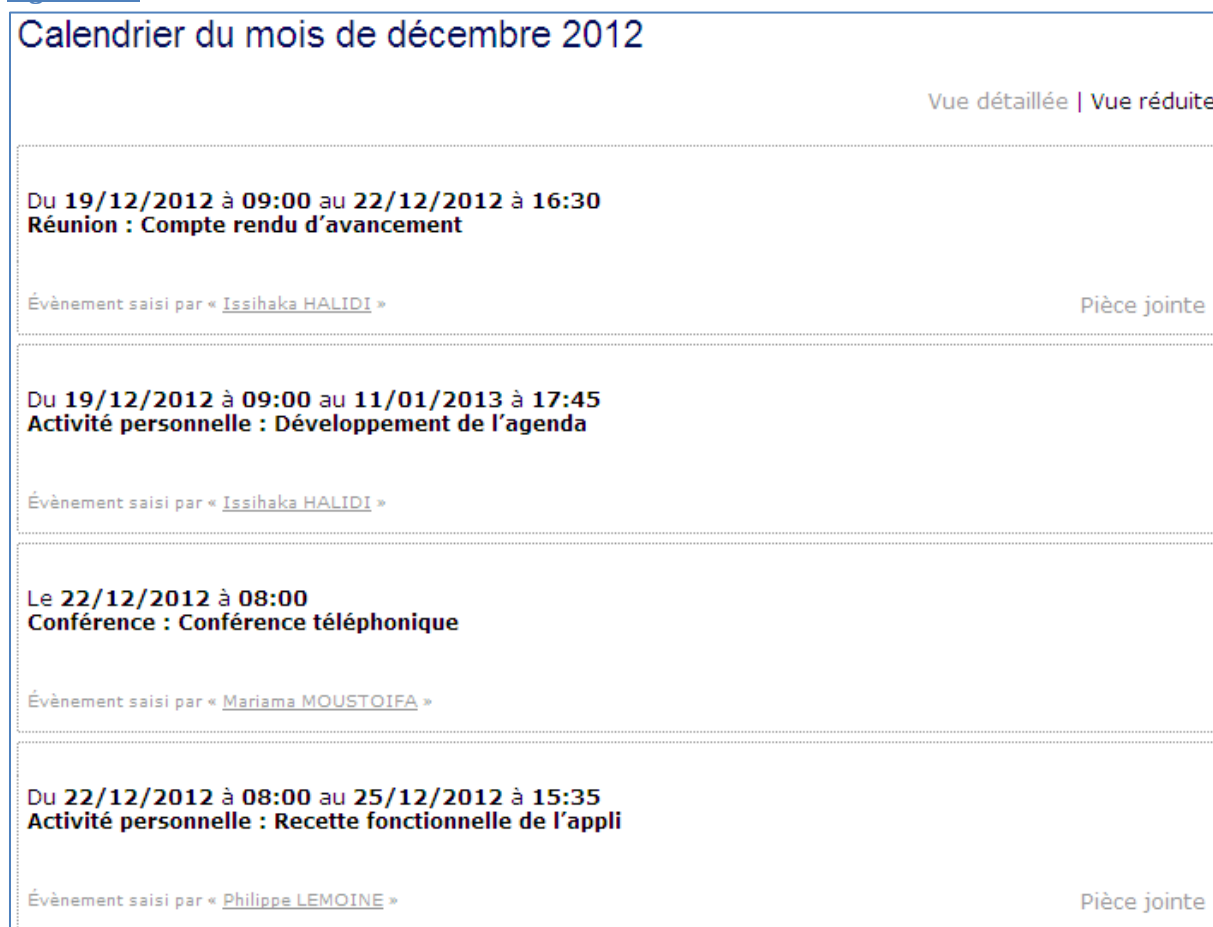 Calendrier du mois de décembre 2012
Vue détaillée | Vue réduite
Du 19/12/2012 à 09:00 au 22/12/2012 à 16:30
Réunion : Compte rendu d’avancement
Évènement saisi par « Issihaka HALIDI »
Pièce jointe
Du 19/12/2012 à 09:00 au 11/01/2013 à 17:45
Activité personnelle : Développement de l’agenda
Évènement saisi par « Issihaka HALIDI »
Le 22/12/2012 à 08:00
Conférence : Conférence téléphonique
Évènement saisi par « Mariama MOUSTOIFA »
Du 22/12/2012 à 08:00 au 25/12/2012 à 15:35
Activité personnelle : Recette fonctionnelle de l’appli
Évènement saisi par « Philippe LEMOINE »
Pièce jointe